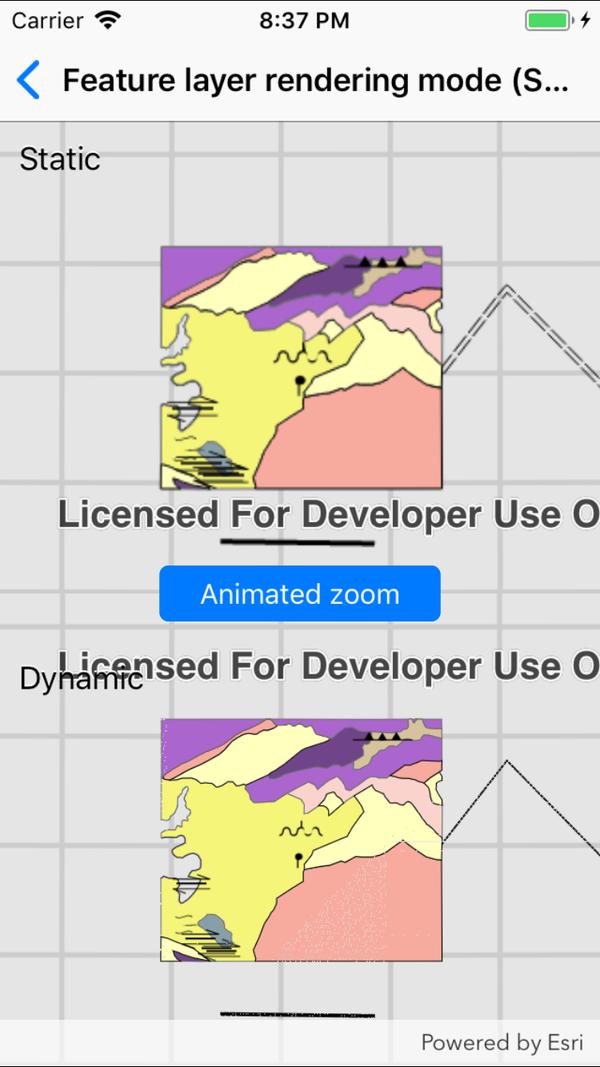 Carrier 8:37 PM
Feature layer rendering mode (S...
Static
Licensed For Developer Use O
Animated zoom
Licensed For Developer Use O
Dynamic
Powered by Esri